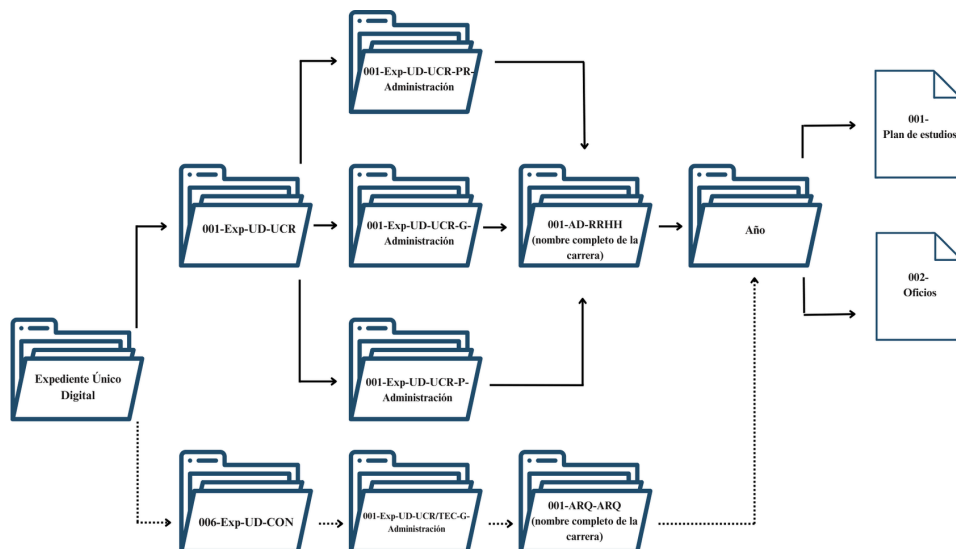 001-Exp-UD-UCR-PR-
Administración
001-
Plan de estudios
001-Exp-UD-UCR
001-Exp-UD-UCR-G-
Administración
001-AD-RRHH
(nombre completo de la
carrera)
Año
002-
Oficios
Expediente Único
Digital
001-Exp-UD-UCR-P-
Administración
006-Exp-UD-CON
001-Exp-UD-UCR/TEC-G-
Administración
001-ARQ-ARQ
(nombre completo de la
carrera)